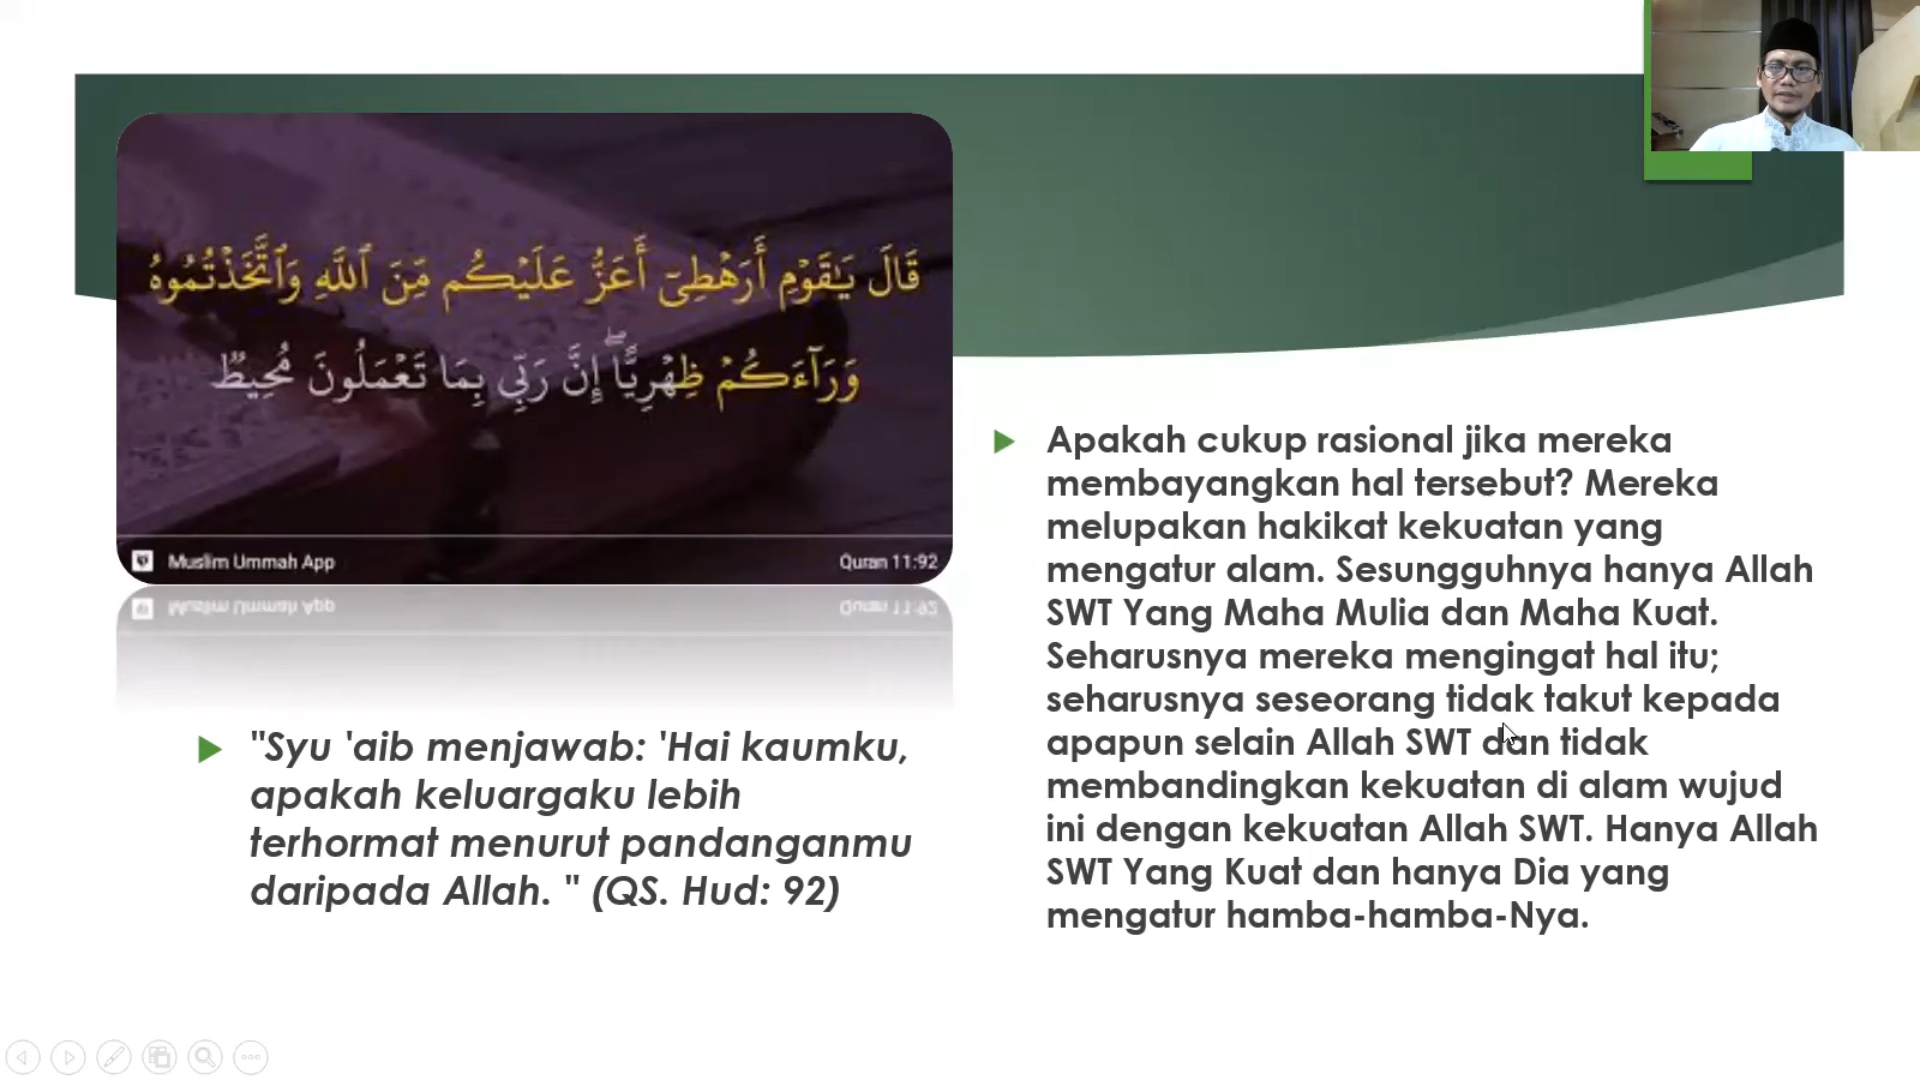 قَالَ يَـٰقَوْمِ أَرَهْطِىٓ أَعَزُّ عَلَيْكُم مِّنَ ٱللَّهِ وَٱتَّخَذْتُمُوهُ
وَرَآءَكُمْ ظِهْرِيًّا ۖ إِنَّ رَبِّى بِمَا تَعْمَلُونَ مُحِيطٌ
Muslim Ummah App
Quran 11:92
"Syu 'aib menjawab: 'Hai kaumku,
apakah keluargaku lebih
terhormat menurut pandanganmu
daripada Allah. " (QS. Hud: 92)
Apakah cukup rasional jika mereka
membayangkan hal tersebut? Mereka
melupakan hakikat kekuatan yang
mengatur alam. Sesungguhnya hanya Allah
SWT Yang Maha Mulia dan Maha Kuat.
Seharusnya mereka mengingat hal itu;
seharusnya seseorang tidak takut kepada
apapun selain Allah SWT dan tidak
membandingkan kekuatan di alam wujud
ini dengan kekuatan Allah SWT. Hanya Allah
SWT Yang Kuat dan hanya Dia yang
mengatur hamba-hamba-Nya.